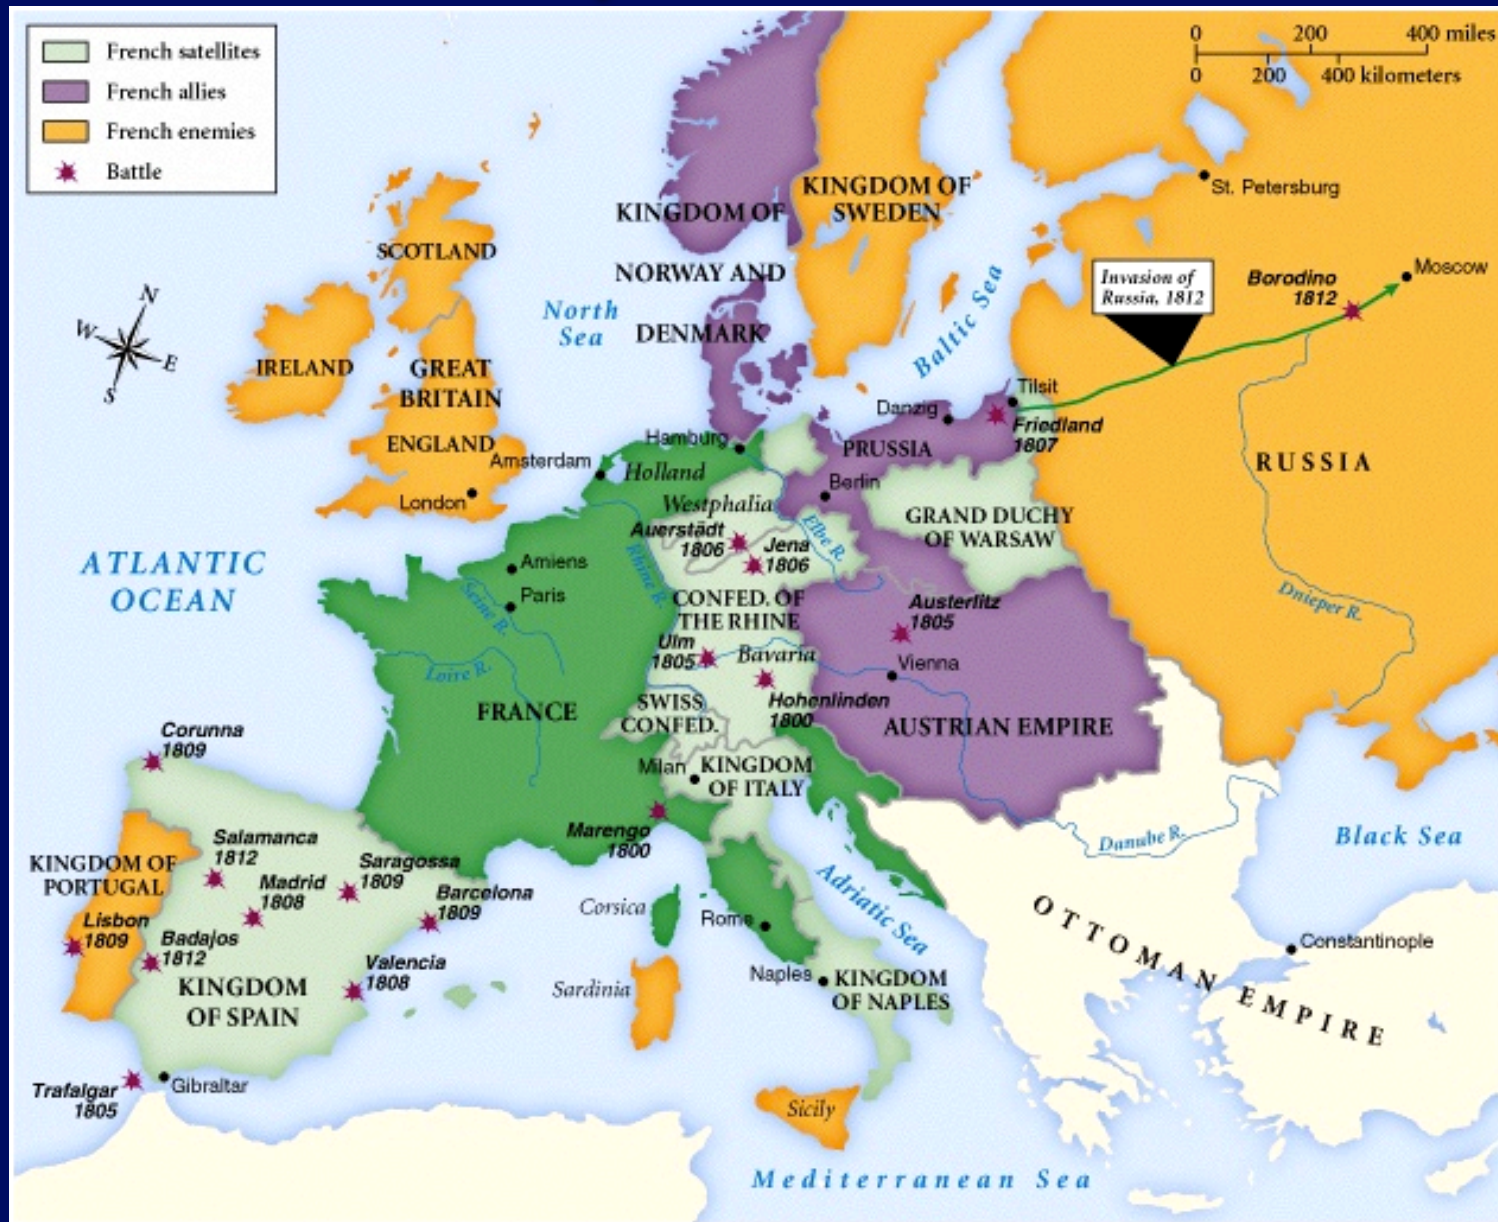 French satellites
French allies
French enemies
Battle
0 200 400 miles
0 200 400 kilometers
N
W
E
S
KINGDOM OF
NORWAY AND
DENMARK
KINGDOM OF
SWEDEN
St. Petersburg
Moscow
Borodino
1812
Invasion of
Russia, 1812
SCOTLAND
North
Sea
Baltic Sea
IRELAND
GREAT
BRITAIN
ENGLAND
London
Amsterdam
Hamburg
Holland
Danzig
Tilsit
Friedland
1807
PRUSSIA
Berlin
RUSSIA
Westphalia
GRAND DUCHY
OF WARSAW
Auerstädt
1806
Jena
1806
Elbe R.
Rhine R.
ATLANTIC
OCEAN
Amiens
Paris
Seine R.
Loire R.
FRANCE
CONFED. OF
THE RHINE
Ulm
1805
Bavaria
Austerlitz
1805
Vienna
Dnieper R.
Hohenlinden
1800
SWISS
CONFED.
AUSTRIAN EMPIRE
Corunna
1809
Milan
KINGDOM
OF ITALY
Marengo
1800
Danube R.
Black Sea
KINGDOM OF
PORTUGAL
Salamanca
1812
Saragossa
1809
Madrid
1808
Barcelona
1809
Lisbon
1809
Badajos
1812
Valencia
1808
KINGDOM
OF SPAIN
Corsica
Rome
Adriatic Sea
Sardinia
Naples
KINGDOM
OF NAPLES
OTTOMAN EMPIRE
Constantinople
Trafalgar
1805
Gibraltar
Sicily
Mediterranean Sea